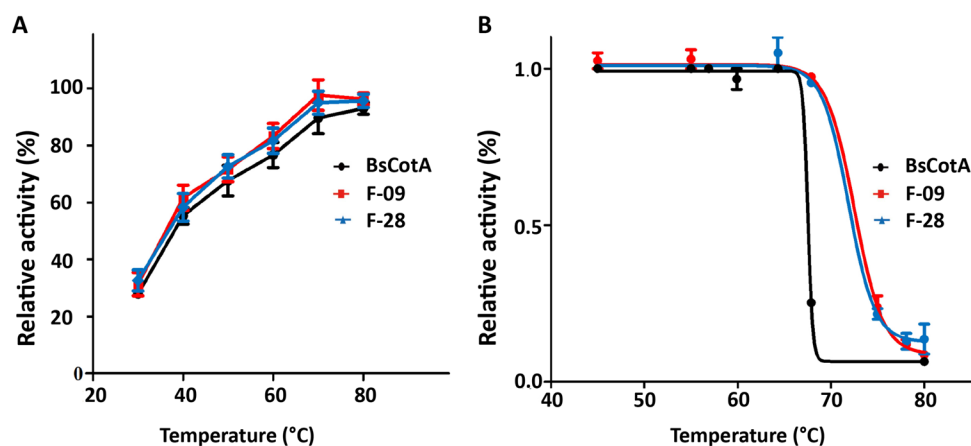 A
Relative activity (%)
100
80
60
40
20
0
20
40
60
80
100
Temperature (°C)
BsCotA
F-09
F-28
B
Relative activity (%)
1.0
0.5
0.0
40
50
60
70
80
Temperature (°C)
BsCotA
F-09
F-28